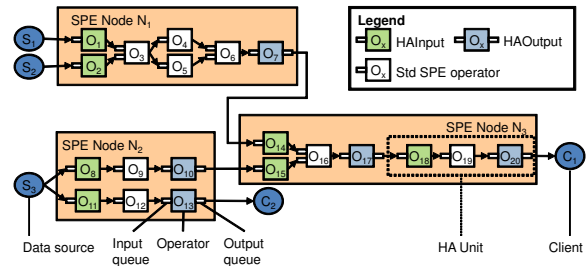 SPE Node N1
S1
S2
O1
O2
O3
O4
O5
O6
O7
Legend
Ox HAInput
Ox HAOutput
Ox Std SPE operator
SPE Node N2
S3
O8
O9
O10
O11
O12
O13
C2
SPE Node N3
O14
O15
O16
O17
O18
O19
O20
C1
Data source
Input queue
Operator
Output queue
HA Unit
Client